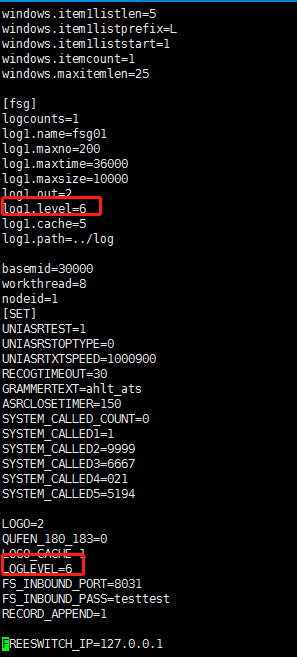 windows.item1listlen=5
windows.item1listprefix=L
windows.item1liststart=1
windows.itemcount=1
windows.maxitemlen=25
[fsg]
logcounts=1
log1.name=fsg01
log1.maxno=200
log1.maxtime=36000
log1.maxsize=10000
log1.out=2
log1.level=6
log1.cache=5
log1.path=../log
basemid=30000
workthread=8
nodeid=1
[SET]
UNIASRTEST=1
UNIASRSTOPTYPE=0
UNIASRTXTSPEED=1000900
RECOGTIMEOUT=30
GRAMMERTEXT=ahlt_ats
ASRCLOSETIMER=150
SYSTEM_CALLED_COUNT=0
SYSTEM_CALLED1=1
SYSTEM_CALLED2=9999
SYSTEM_CALLED3=6667
SYSTEM_CALLED4=021
SYSTEM_CALLED5=5194
LOGO=2
QUFEN_180_183=0
LOGO_CACHE=1
LOGLEVEL=6
FS_INBOUND_PORT=8031
FS_INBOUND_PASS=testtest
RECORD_APPEND=1
FREESWITCH_IP=127.0.0.1